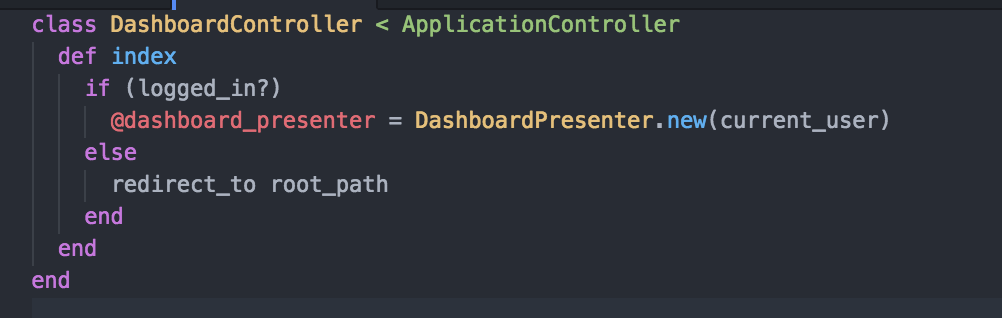 class DashboardController < ApplicationController
  def index
    if (logged_in?)
      @dashboard_presenter = DashboardPresenter.new(current_user)
    else
      redirect_to root_path
    end
  end
end